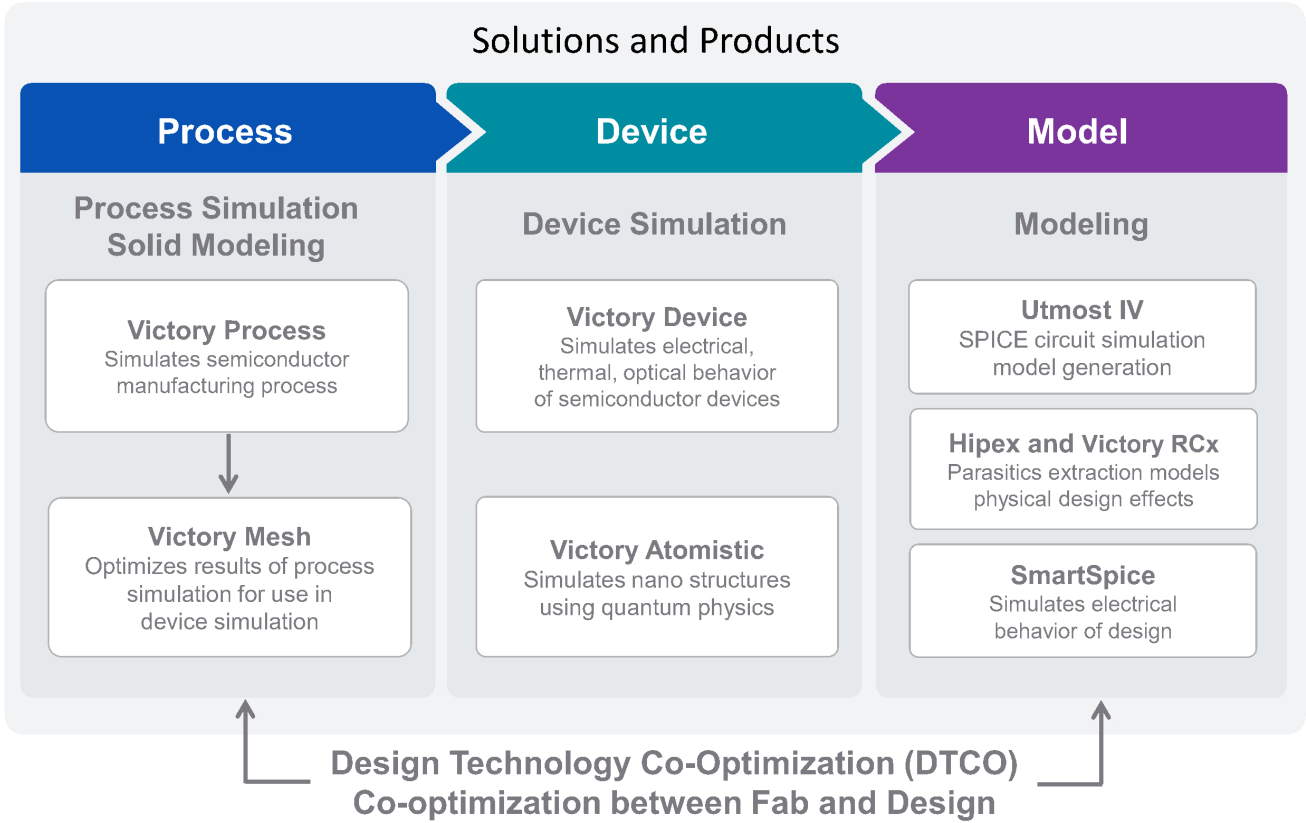 Solutions and Products
Process
Device
Model
Process Simulation
Solid Modeling
Victory Process
Simulates semiconductor
manufacturing process
Victory Mesh
Optimizes results of process
simulation for use in
device simulation
Device Simulation
Victory Device
Simulates electrical,
thermal, optical behavior
of semiconductor devices
Victory Atomistic
Simulates nano structures
using quantum physics
Modeling
Utmost IV
SPICE circuit simulation
model generation
Hipex and Victory RCx
Parasitics extraction models
physical design effects
SmartSpice
Simulates electrical
behavior of design
Design Technology Co-Optimization (DTCO)
Co-optimization between Fab and Design